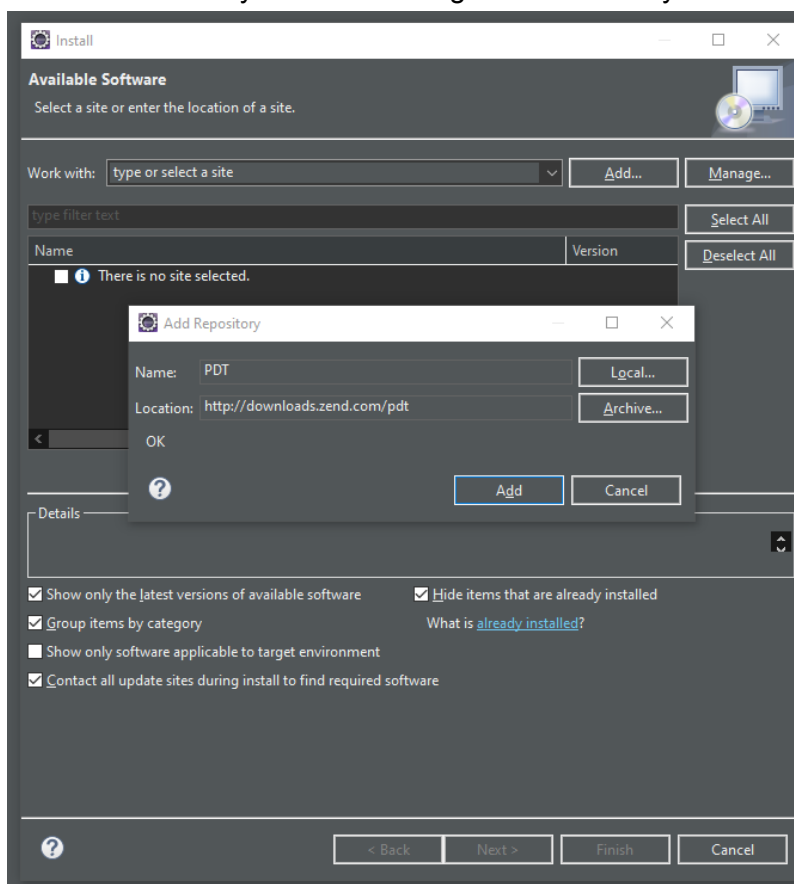 Install
Available Software
Select a site or enter the location of a site.
Work with: type or select a site Add... Manage...
type filter text Select All
Name Version Deselect All
There is no site selected.
Add Repository
Name: PDT Local...
Location: http://downloads.zend.com/pdt Archive...
OK
Add Cancel
Details
Show only the latest versions of available software Hide items that are already installed
Group items by category What is already installed?
Show only software applicable to target environment
Contact all update sites during install to find required software
< Back Next > Finish Cancel